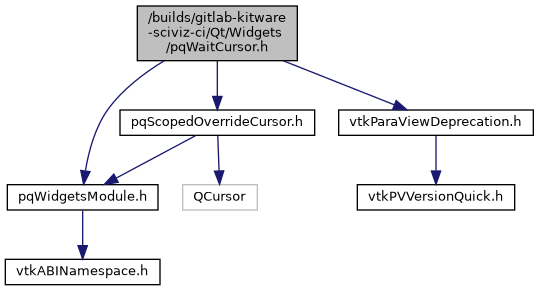 /builds/gitlab-kitware
-sciviz-ci/Qt/Widgets
/pqWaitCursor.h
pqScopedOverrideCursor.h
vtkParaViewDeprecation.h
pqWidgetsModule.h
QCursor
vtkPVVersionQuick.h
vtkABINamespace.h